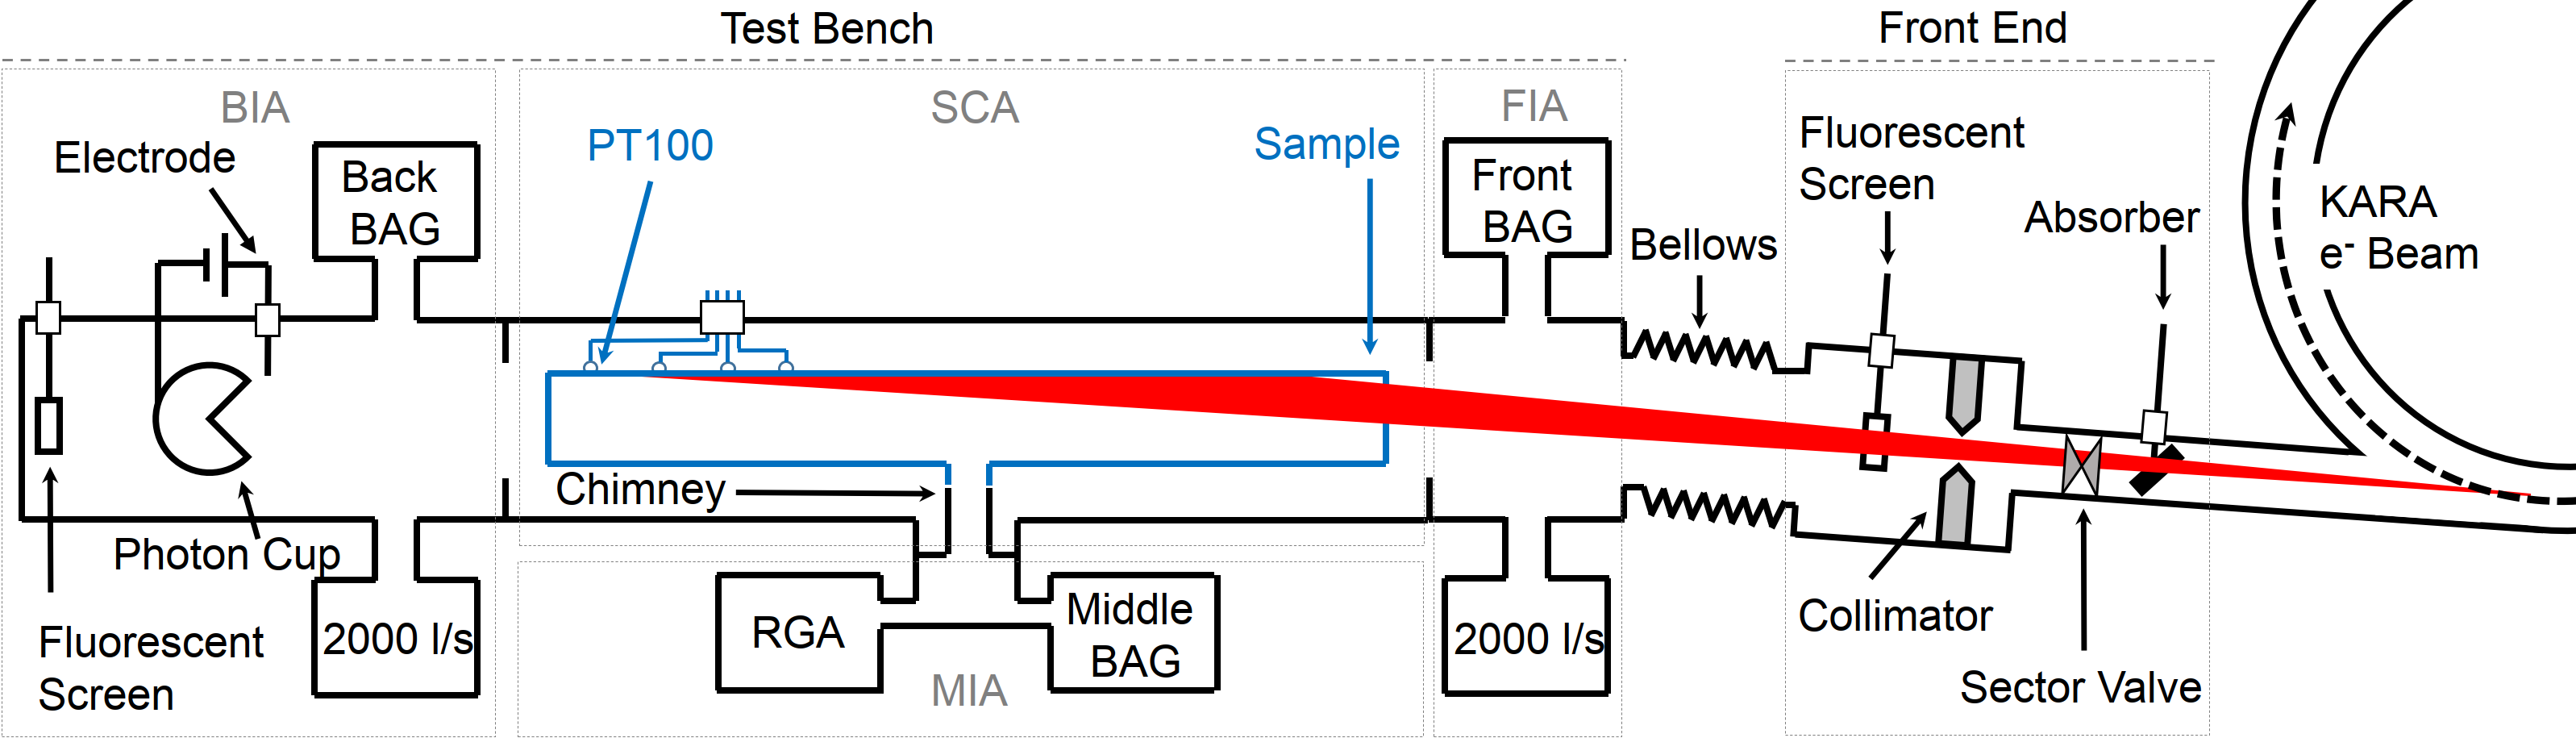 Test Bench
Front End
BIA
SCA
FIA
Electrode
Back
BAG
PT100
Sample
Front
BAG
Bellows
Fluorescent
Screen
Absorber
KARA
e- Beam
Chimney
Photon Cup
Fluorescent
Screen
2000 l/s
RGA
Middle
BAG
MIA
2000 l/s
Collimator
Sector Valve